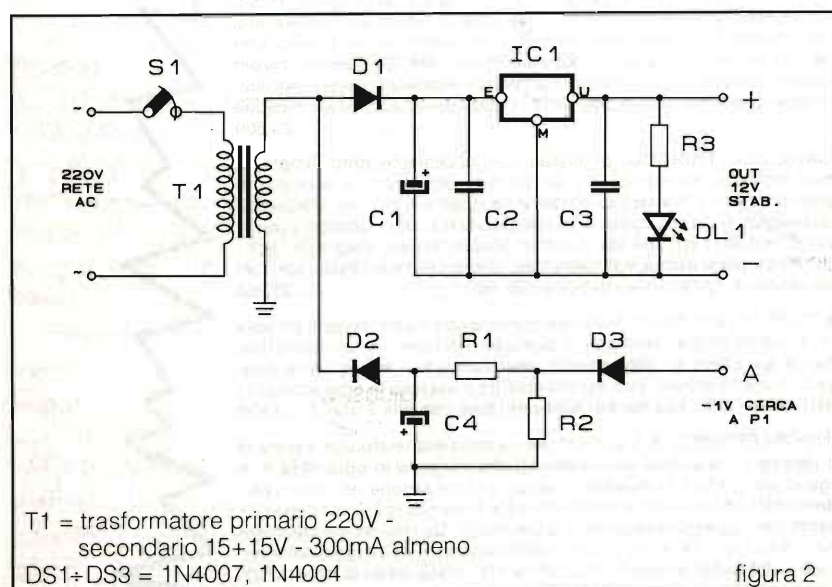 S1
D1
IC1
E
U
M
+
~
220V
RETE
AC
~
T1
C1
+
C2
C3
R3
DL1
OUT
12V
STAB.
–
D2
R1
D3
A
–1V CIRCA
A P1
C4
+
R2
T1 = trasformatore primario 220V -
secondario 15+15V - 300mA almeno
DS1÷DS3 = 1N4007, 1N4004
figura 2